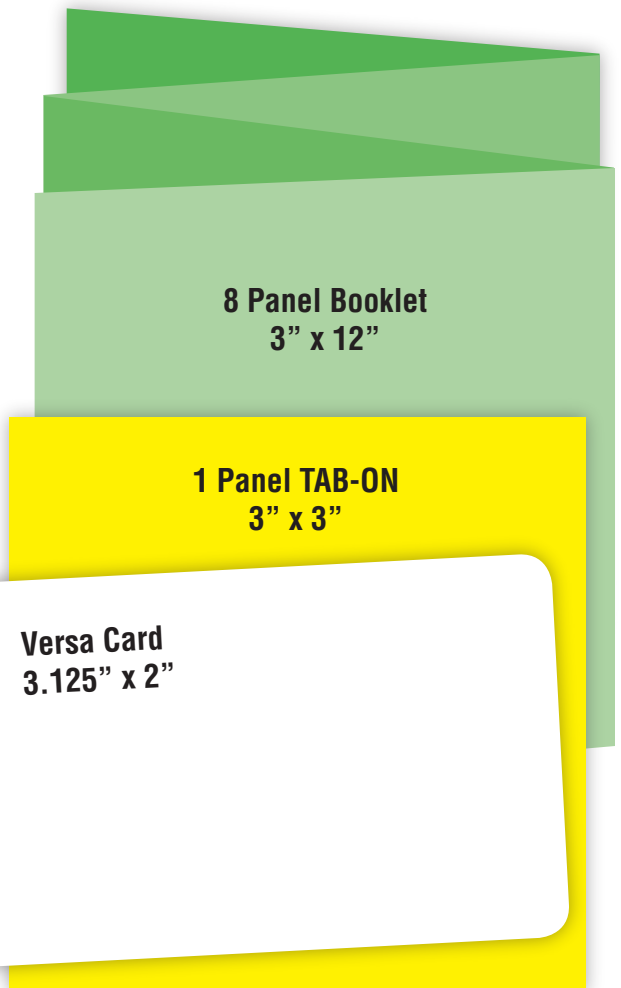 8 Panel Booklet
3” x 12”
1 Panel TAB-ON
3” x 3”
Versa Card
3.125” x 2”